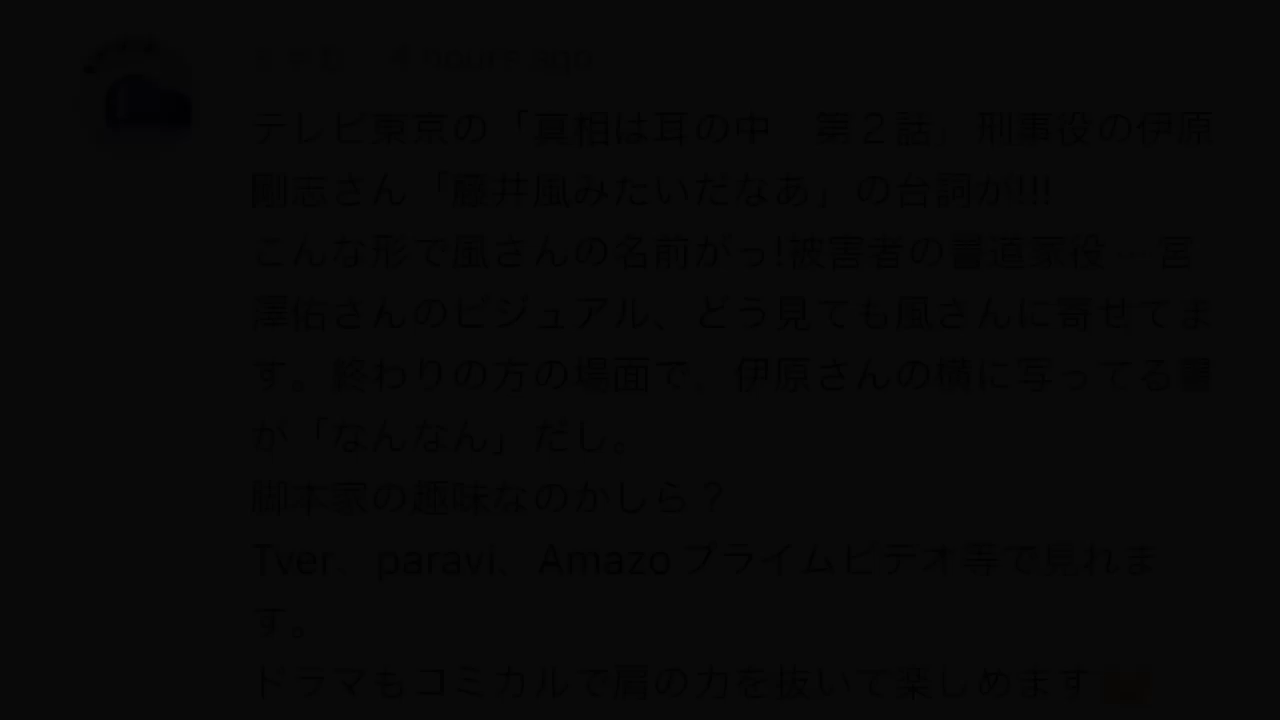 4 hours ago
テレビ東京の「真相は耳の中　第２話」刑事役の伊原
剛志さん「藤井風みたいだなあ」の台詞が!!!
こんな形で風さんの名前がっ!被害者の書道家役 宮
澤佑さんのビジュアル、どう見ても風さんに寄せてま
す。終わりの方の場面で、伊原さんの横に写ってる書
が「なんなん」だし。
脚本家の趣味なのかしら？
Tver、paravi、Amazoプライムビデオ等で見れま
す。
ドラマもコミカルで肩の力を抜いて楽しめます